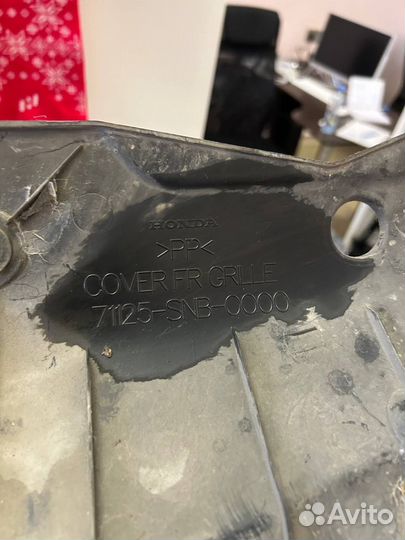 HONDA
>PP<
COVER FR GRILLE
71125-SNB-0000
Avito